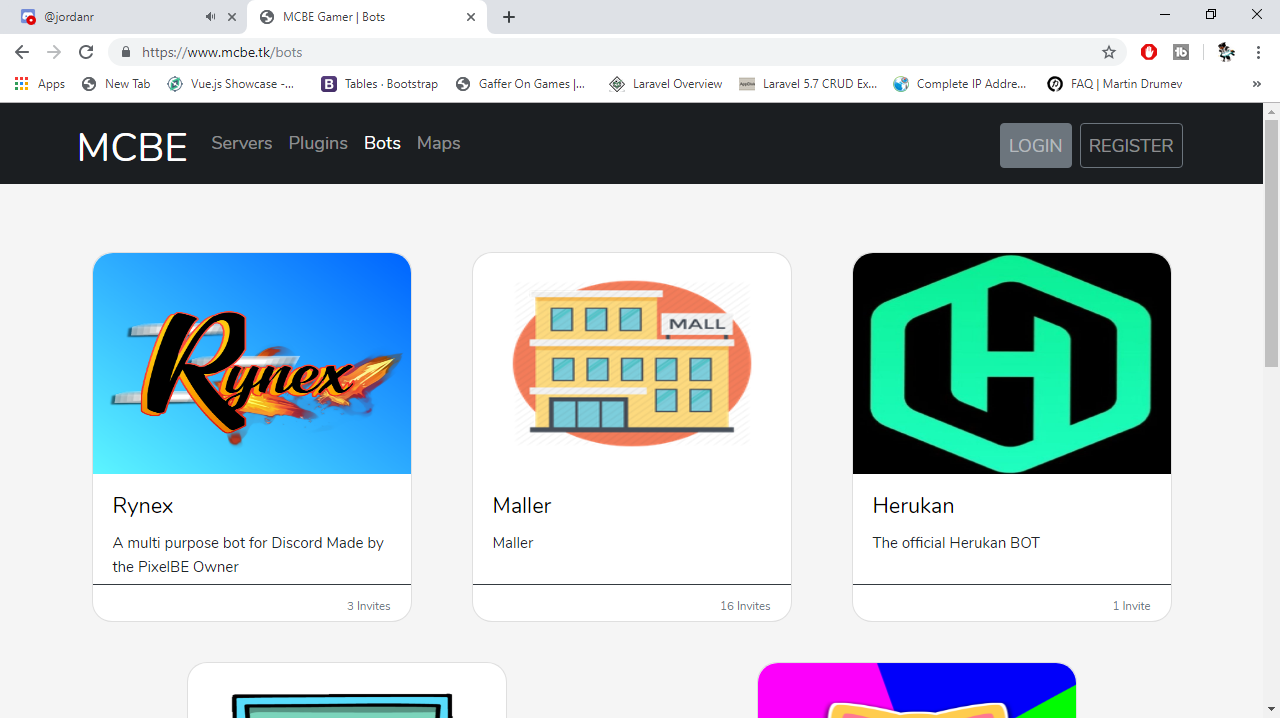 @jordanr
MCBE Gamer | Bots
https://www.mcbe.tk/bots
Apps
New Tab
Vue.js Showcase -...
Tables · Bootstrap
Gaffer On Games |...
Laravel Overview
Laravel 5.7 CRUD Ex...
Complete IP Addre...
FAQ | Martin Drumev
»
MCBE
Servers
Plugins
Bots
Maps
LOGIN
REGISTER
Rynex
MALL
H
Rynex
A multi purpose bot for Discord Made by
the PixelBE Owner
3 Invites
Maller
Maller
16 Invites
Herukan
The official Herukan BOT
1 Invite